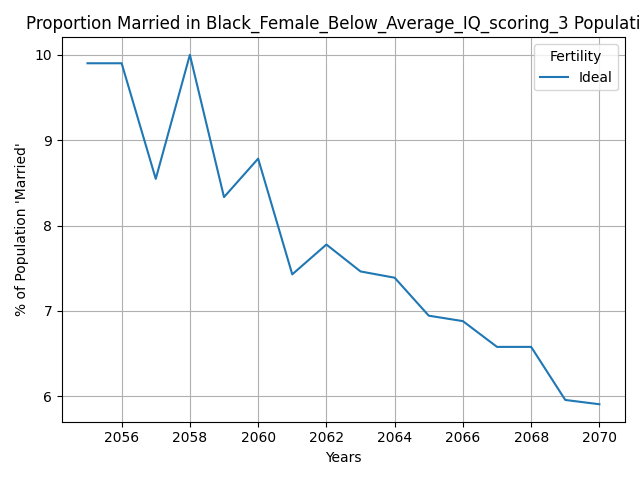 Proportion Married in Black_Female_Below_Average_IQ_scoring_3 Populati
Fertility
Ideal
10
9
8
7
6
% of Population 'Married'
2056 2058 2060 2062 2064 2066 2068 2070
Years